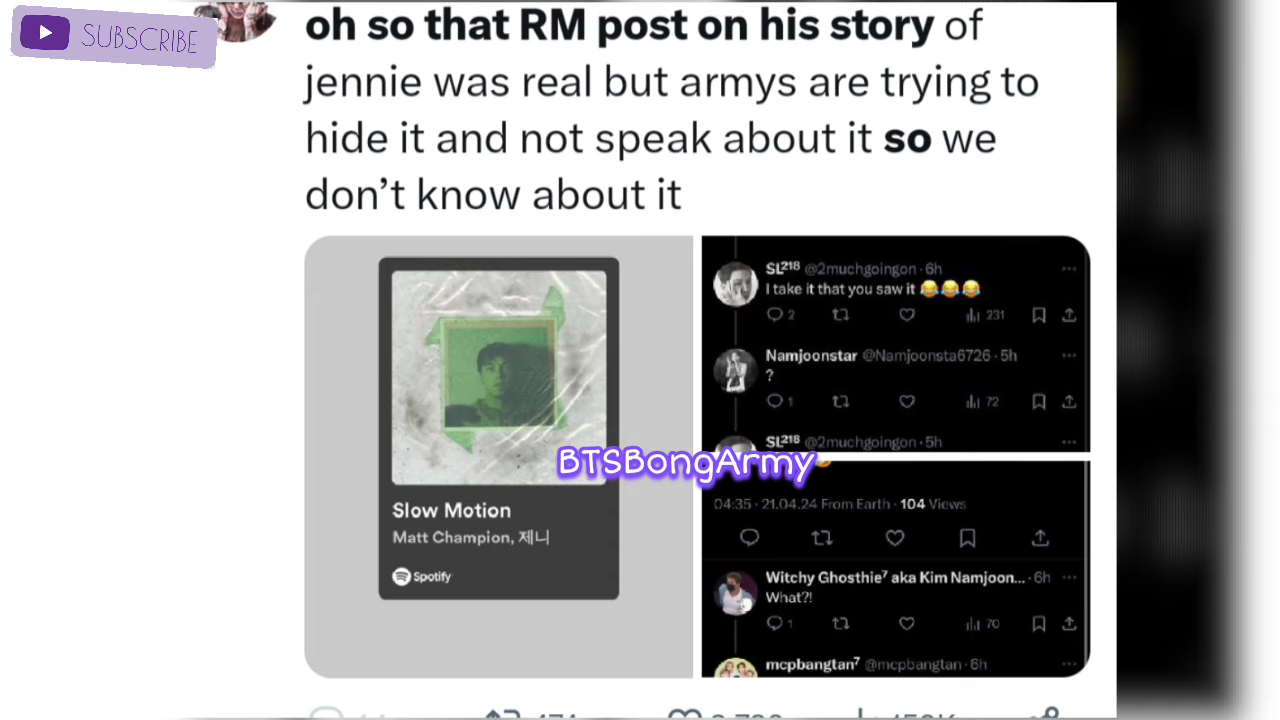 SUBSCRIBE
oh so that RM post on his story of
jennie was real but armys are trying to
hide it and not speak about it so we
don't know about it
Slow Motion
Matt Champion, 제니
Spotify
SL²¹⁸ @2muchgoingon · 6h
I take it that you saw it 😂😂😂
2 231
Namjoonstar @Namjoonsta6726 · 5h
?
1 72
SL²¹⁸ @2muchgoingon · 5h
BTSBongArmy
04:35 · 21.04.24 From Earth · 104 Views
Witchy Ghosthie⁷ aka Kim Namjoon... · 6h
What?!
1 70
mcpbangtan⁷ @mcpbangtan · 6h